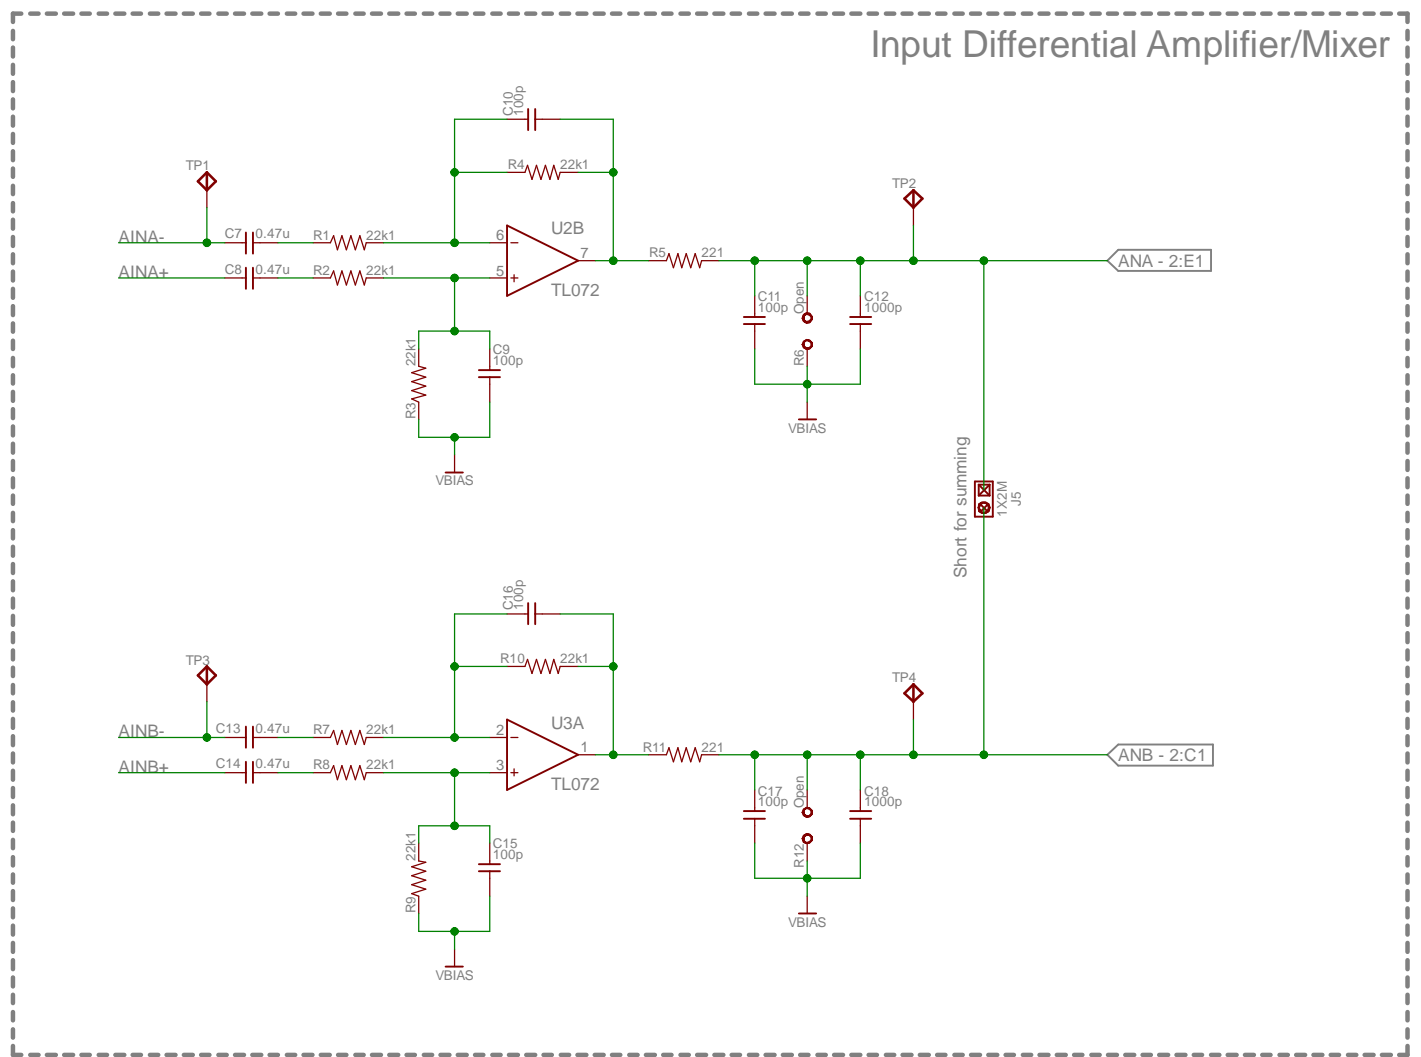 Input Differential Amplifier/Mixer
C10
100p
R4 22k1
TP1
TP2
AINA-
C7 0.47u
R1 22k1
6
U2B
7
AINA+
C8 0.47u
R2 22k1
5
TL072
R5 221
ANA - 2:E1
C11
100p
Open
R6
C12
1000p
VBIAS
22k1
R3
C9
100p
VBIAS
Short for summing
1X2M
J5
C16
100p
R10 22k1
TP3
TP4
AINB-
C13 0.47u
R7 22k1
2
U3A
1
AINB+
C14 0.47u
R8 22k1
3
TL072
R11 221
ANB - 2:C1
C17
100p
Open
R12
C18
1000p
VBIAS
22k1
R9
C15
100p
VBIAS